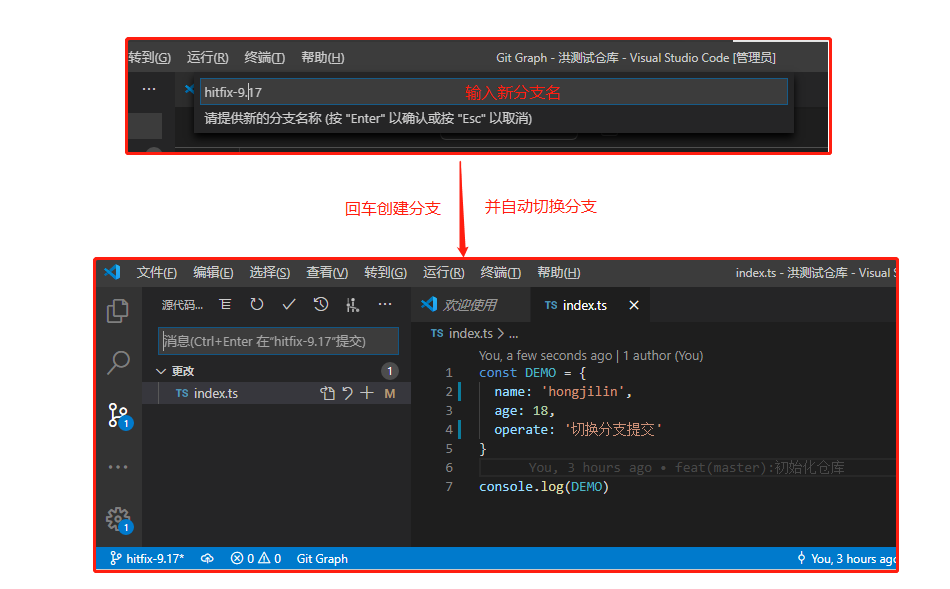 转到(G) 运行(R) 终端(T) 帮助(H) Git Graph - 洪测试仓库 - Visual Studio Code [管理员]
hitfix-9.17 输入新分支名
请提供新的分支名称 (按 "Enter" 以确认或按 "Esc" 以取消)
回车创建分支 并自动切换分支
文件(F) 编辑(E) 选择(S) 查看(V) 转到(G) 运行(R) 终端(T) 帮助(H) index.ts - 洪测试仓库 - Visual S
源代码... 欢迎使用 TS index.ts
TS index.ts > ...
消息(Ctrl+Enter 在"hitfix-9.17"提交)
You, a few seconds ago | 1 author (You)
更改 1
TS index.ts M
1 const DEMO = {
2 name: 'hongjilin',
3 age: 18,
4 operate: '切换分支提交'
5 }
6 You, 3 hours ago • feat(master):初始化仓库
7 console.log(DEMO)
1
1
hitfix-9.17* 0 0 Git Graph You, 3 hours ago